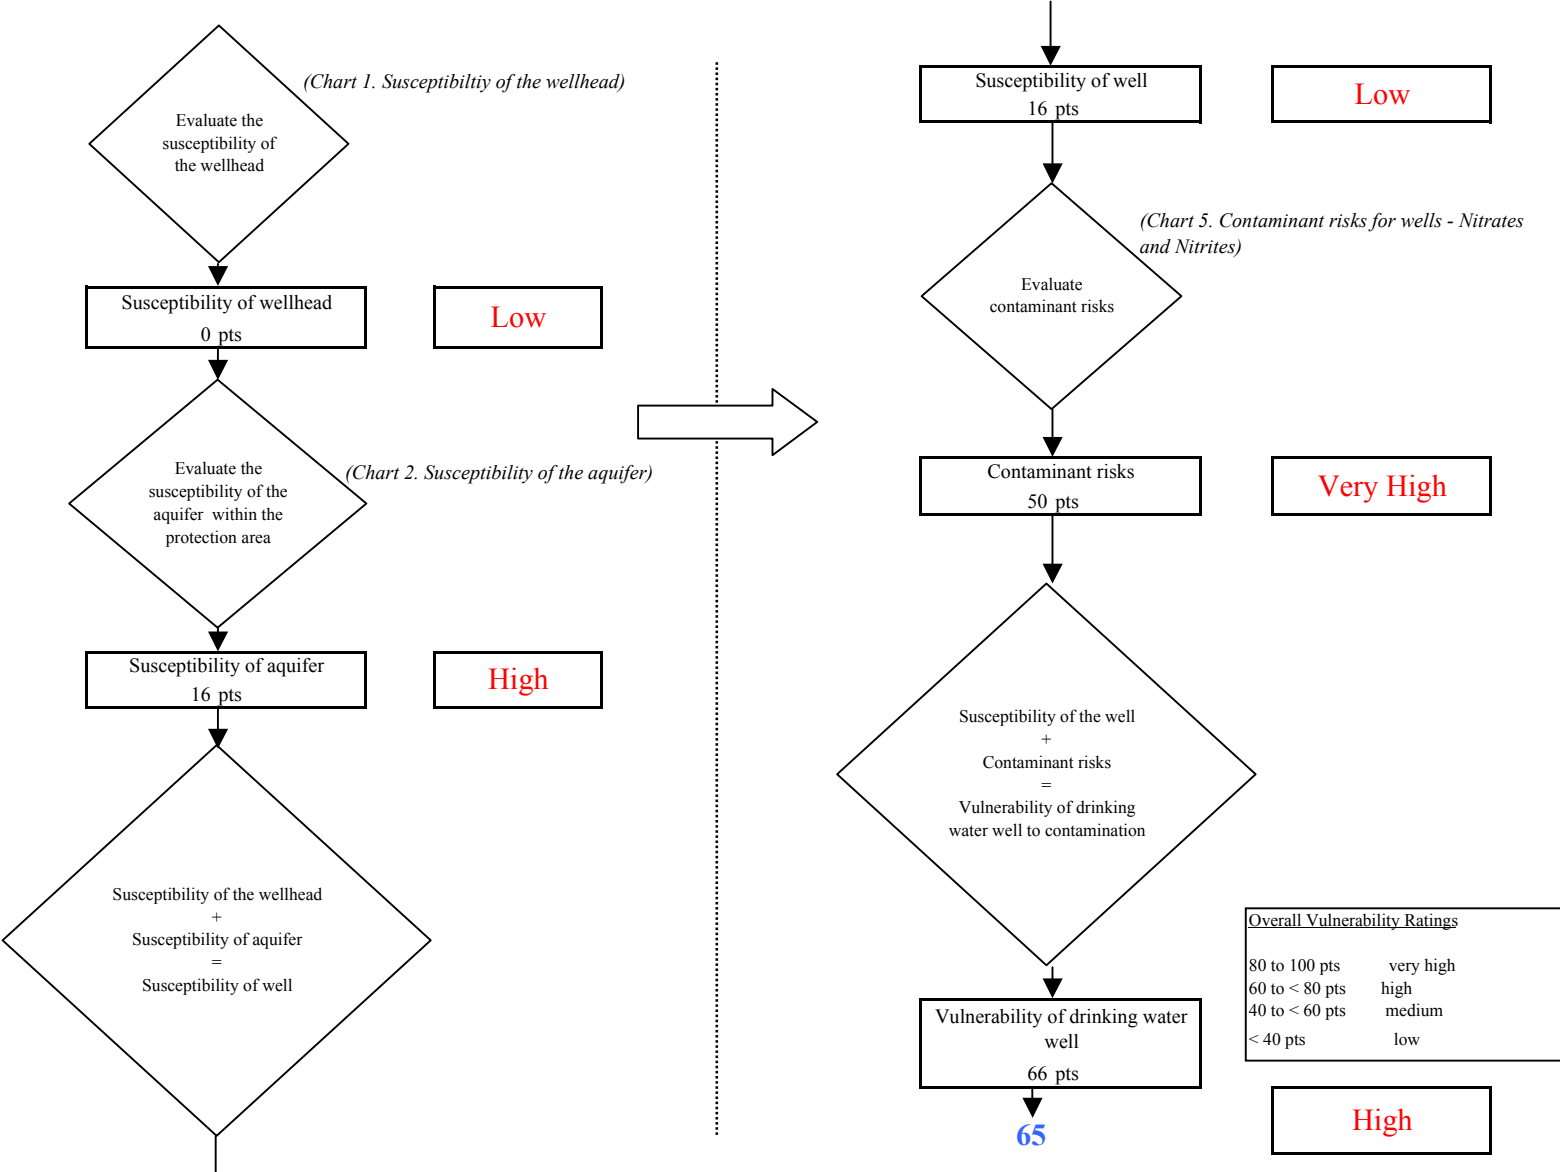 (Chart 1. Susceptibiltiy of the wellhead)
Evaluate the
susceptibility of
the wellhead
Susceptibility of wellhead
0 pts
Low
Evaluate the
susceptibility of the
aquifer within the
protection area
(Chart 2. Susceptibility of the aquifer)
Susceptibility of aquifer
16 pts
High
Susceptibility of the wellhead
+
Susceptibility of aquifer
=
Susceptibility of well
Susceptibility of well
16 pts
Low
(Chart 5. Contaminant risks for wells - Nitrates
and Nitrites)
Evaluate
contaminant risks
Contaminant risks
50 pts
Very High
Susceptibility of the well
+
Contaminant risks
=
Vulnerability of drinking
water well to contamination
Overall Vulnerability Ratings
80 to 100 pts very high
60 to < 80 pts high
40 to < 60 pts medium
< 40 pts low
Vulnerability of drinking water
well
66 pts
65
High